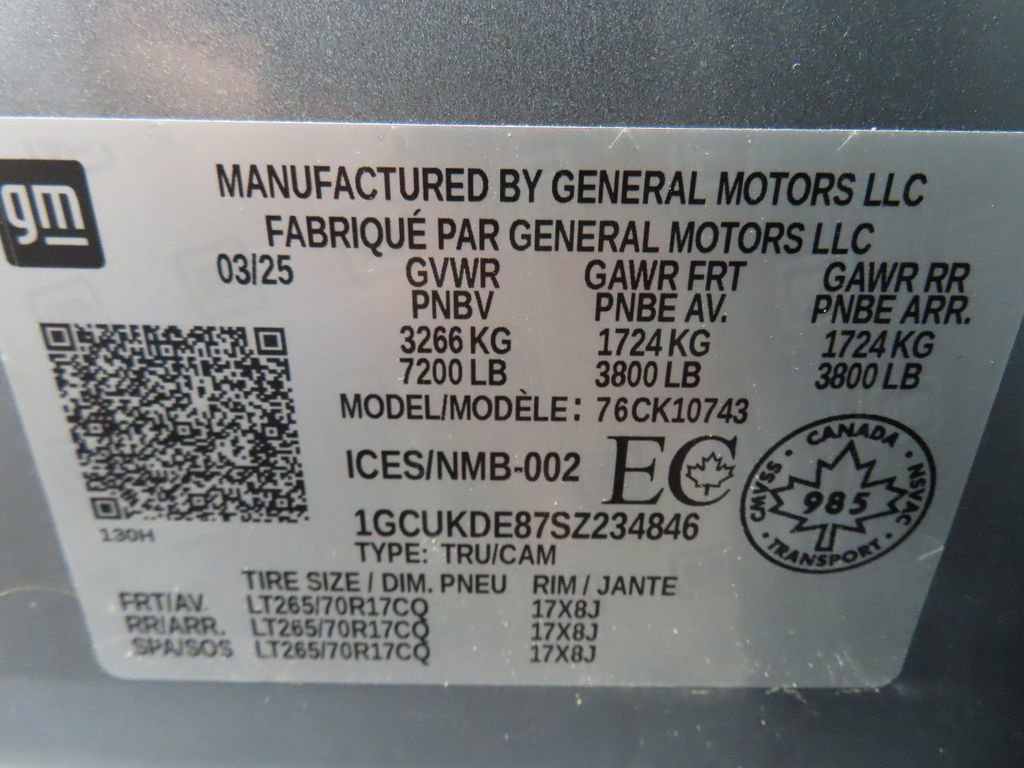 gm
MANUFACTURED BY GENERAL MOTORS LLC
FABRIQUÉ PAR GENERAL MOTORS LLC
03/25 GVWR GAWR FRT GAWR RR
PNBV PNBE AV. PNBE ARR.
3266 KG 1724 KG 1724 KG
7200 LB 3800 LB 3800 LB
MODEL/MODÈLE: 76CK10743
ICES/NMB-002 EC
CANADA
CMVSS 985 NSVAC
TRANSPORT
1GCUKDE87SZ234846
130H
TYPE: TRU/CAM
TIRE SIZE / DIM. PNEU RIM / JANTE
FRT/AV. LT265/70R17CQ 17X8J
RR/ARR. LT265/70R17CQ 17X8J
SPA/SOS LT265/70R17CQ 17X8J